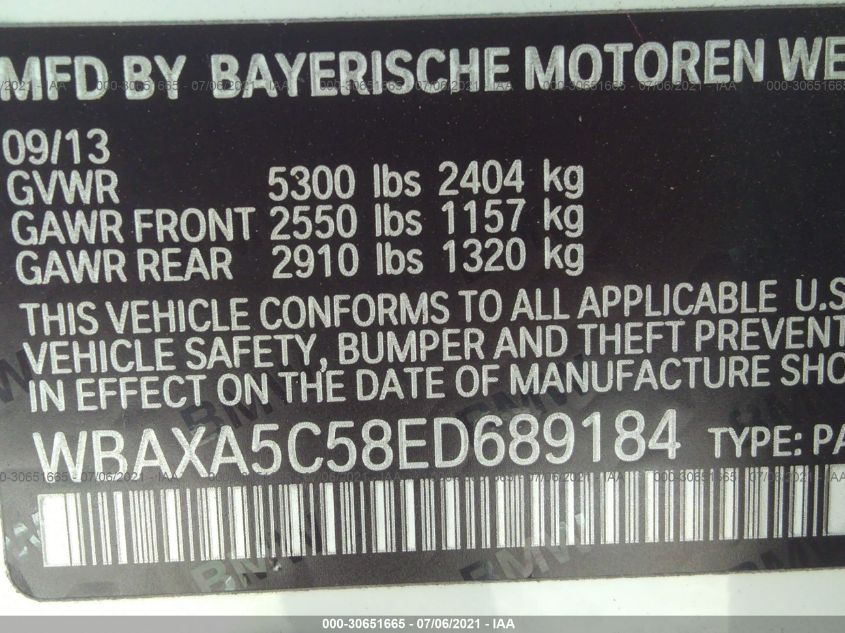 MFD BY BAYERISCHE MOTOREN WE
09/13
GVWR 5300 lbs 2404 kg
GAWR FRONT 2550 lbs 1157 kg
GAWR REAR 2910 lbs 1320 kg
THIS VEHICLE CONFORMS TO ALL APPLICABLE U.S
VEHICLE SAFETY, BUMPER AND THEFT PREVENT
IN EFFECT ON THE DATE OF MANUFACTURE SHO
WBAXA5C58ED689184 TYPE: PA
BMW
000-30651665 - 07/06/2021 - IAA